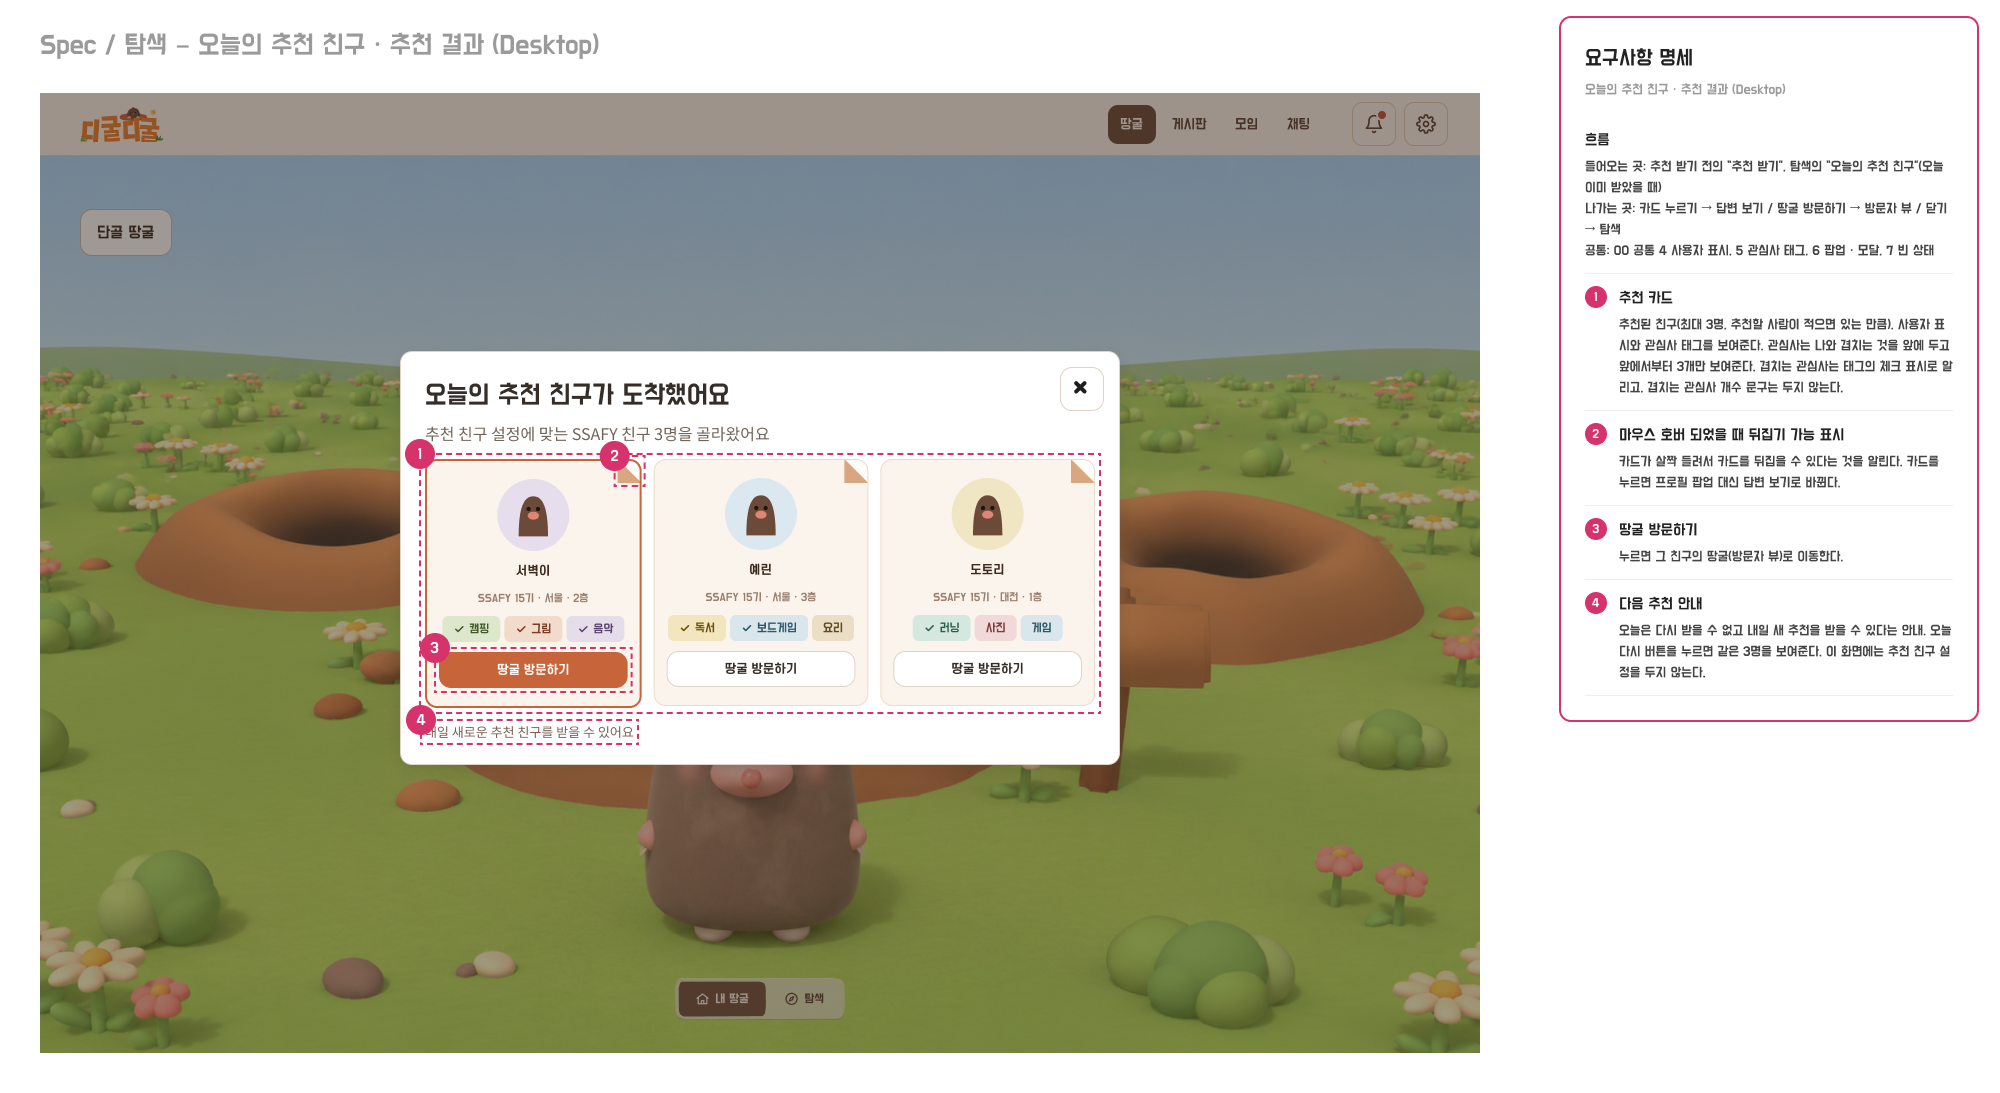 Spec / 탐색 – 오늘의 추천 친구 · 추천 결과 (Desktop)
디굴디굴
땅굴
게시판
모임
채팅
단골 땅굴
오늘의 추천 친구가 도착했어요
추천 친구 설정에 맞는 SSAFY 친구 3명을 골라왔어요
1
2
서벽이
SSAFY 15기 · 서울 · 2층
캠핑
그림
음악
3
땅굴 방문하기
예린
SSAFY 15기 · 서울 · 3층
독서
보드게임
요리
땅굴 방문하기
도토리
SSAFY 15기 · 대전 · 1층
러닝
사진
게임
땅굴 방문하기
4
내일 새로운 추천 친구를 받을 수 있어요
내 땅굴
탐색
요구사항 명세
오늘의 추천 친구 · 추천 결과 (Desktop)
흐름
들어오는 곳: 추천 받기 전의 "추천 받기", 탐색의 "오늘의 추천 친구"(오늘
이미 받았을 때)
나가는 곳: 카드 누르기 → 답변 보기 / 땅굴 방문하기 → 방문자 뷰 / 닫기
→ 탐색
공통: 00 공통 4 사용자 표시, 5 관심사 태그, 6 팝업 · 모달, 7 빈 상태
1 추천 카드
추천된 친구(최대 3명, 추천할 사람이 적으면 있는 만큼). 사용자 표
시와 관심사 태그를 보여준다. 관심사는 나와 겹치는 것을 앞에 두고
앞에서부터 3개만 보여준다. 겹치는 관심사는 태그의 체크 표시로 알
리고, 겹치는 관심사 개수 문구는 두지 않는다.
2 마우스 호버 되었을 때 뒤집기 가능 표시
카드가 살짝 들려서 카드를 뒤집을 수 있다는 것을 알린다. 카드를
누르면 프로필 팝업 대신 답변 보기로 바뀐다.
3 땅굴 방문하기
누르면 그 친구의 땅굴(방문자 뷰)로 이동한다.
4 다음 추천 안내
오늘은 다시 받을 수 없고 내일 새 추천을 받을 수 있다는 안내. 오늘
다시 버튼을 누르면 같은 3명을 보여준다. 이 화면에는 추천 친구 설
정을 두지 않는다.